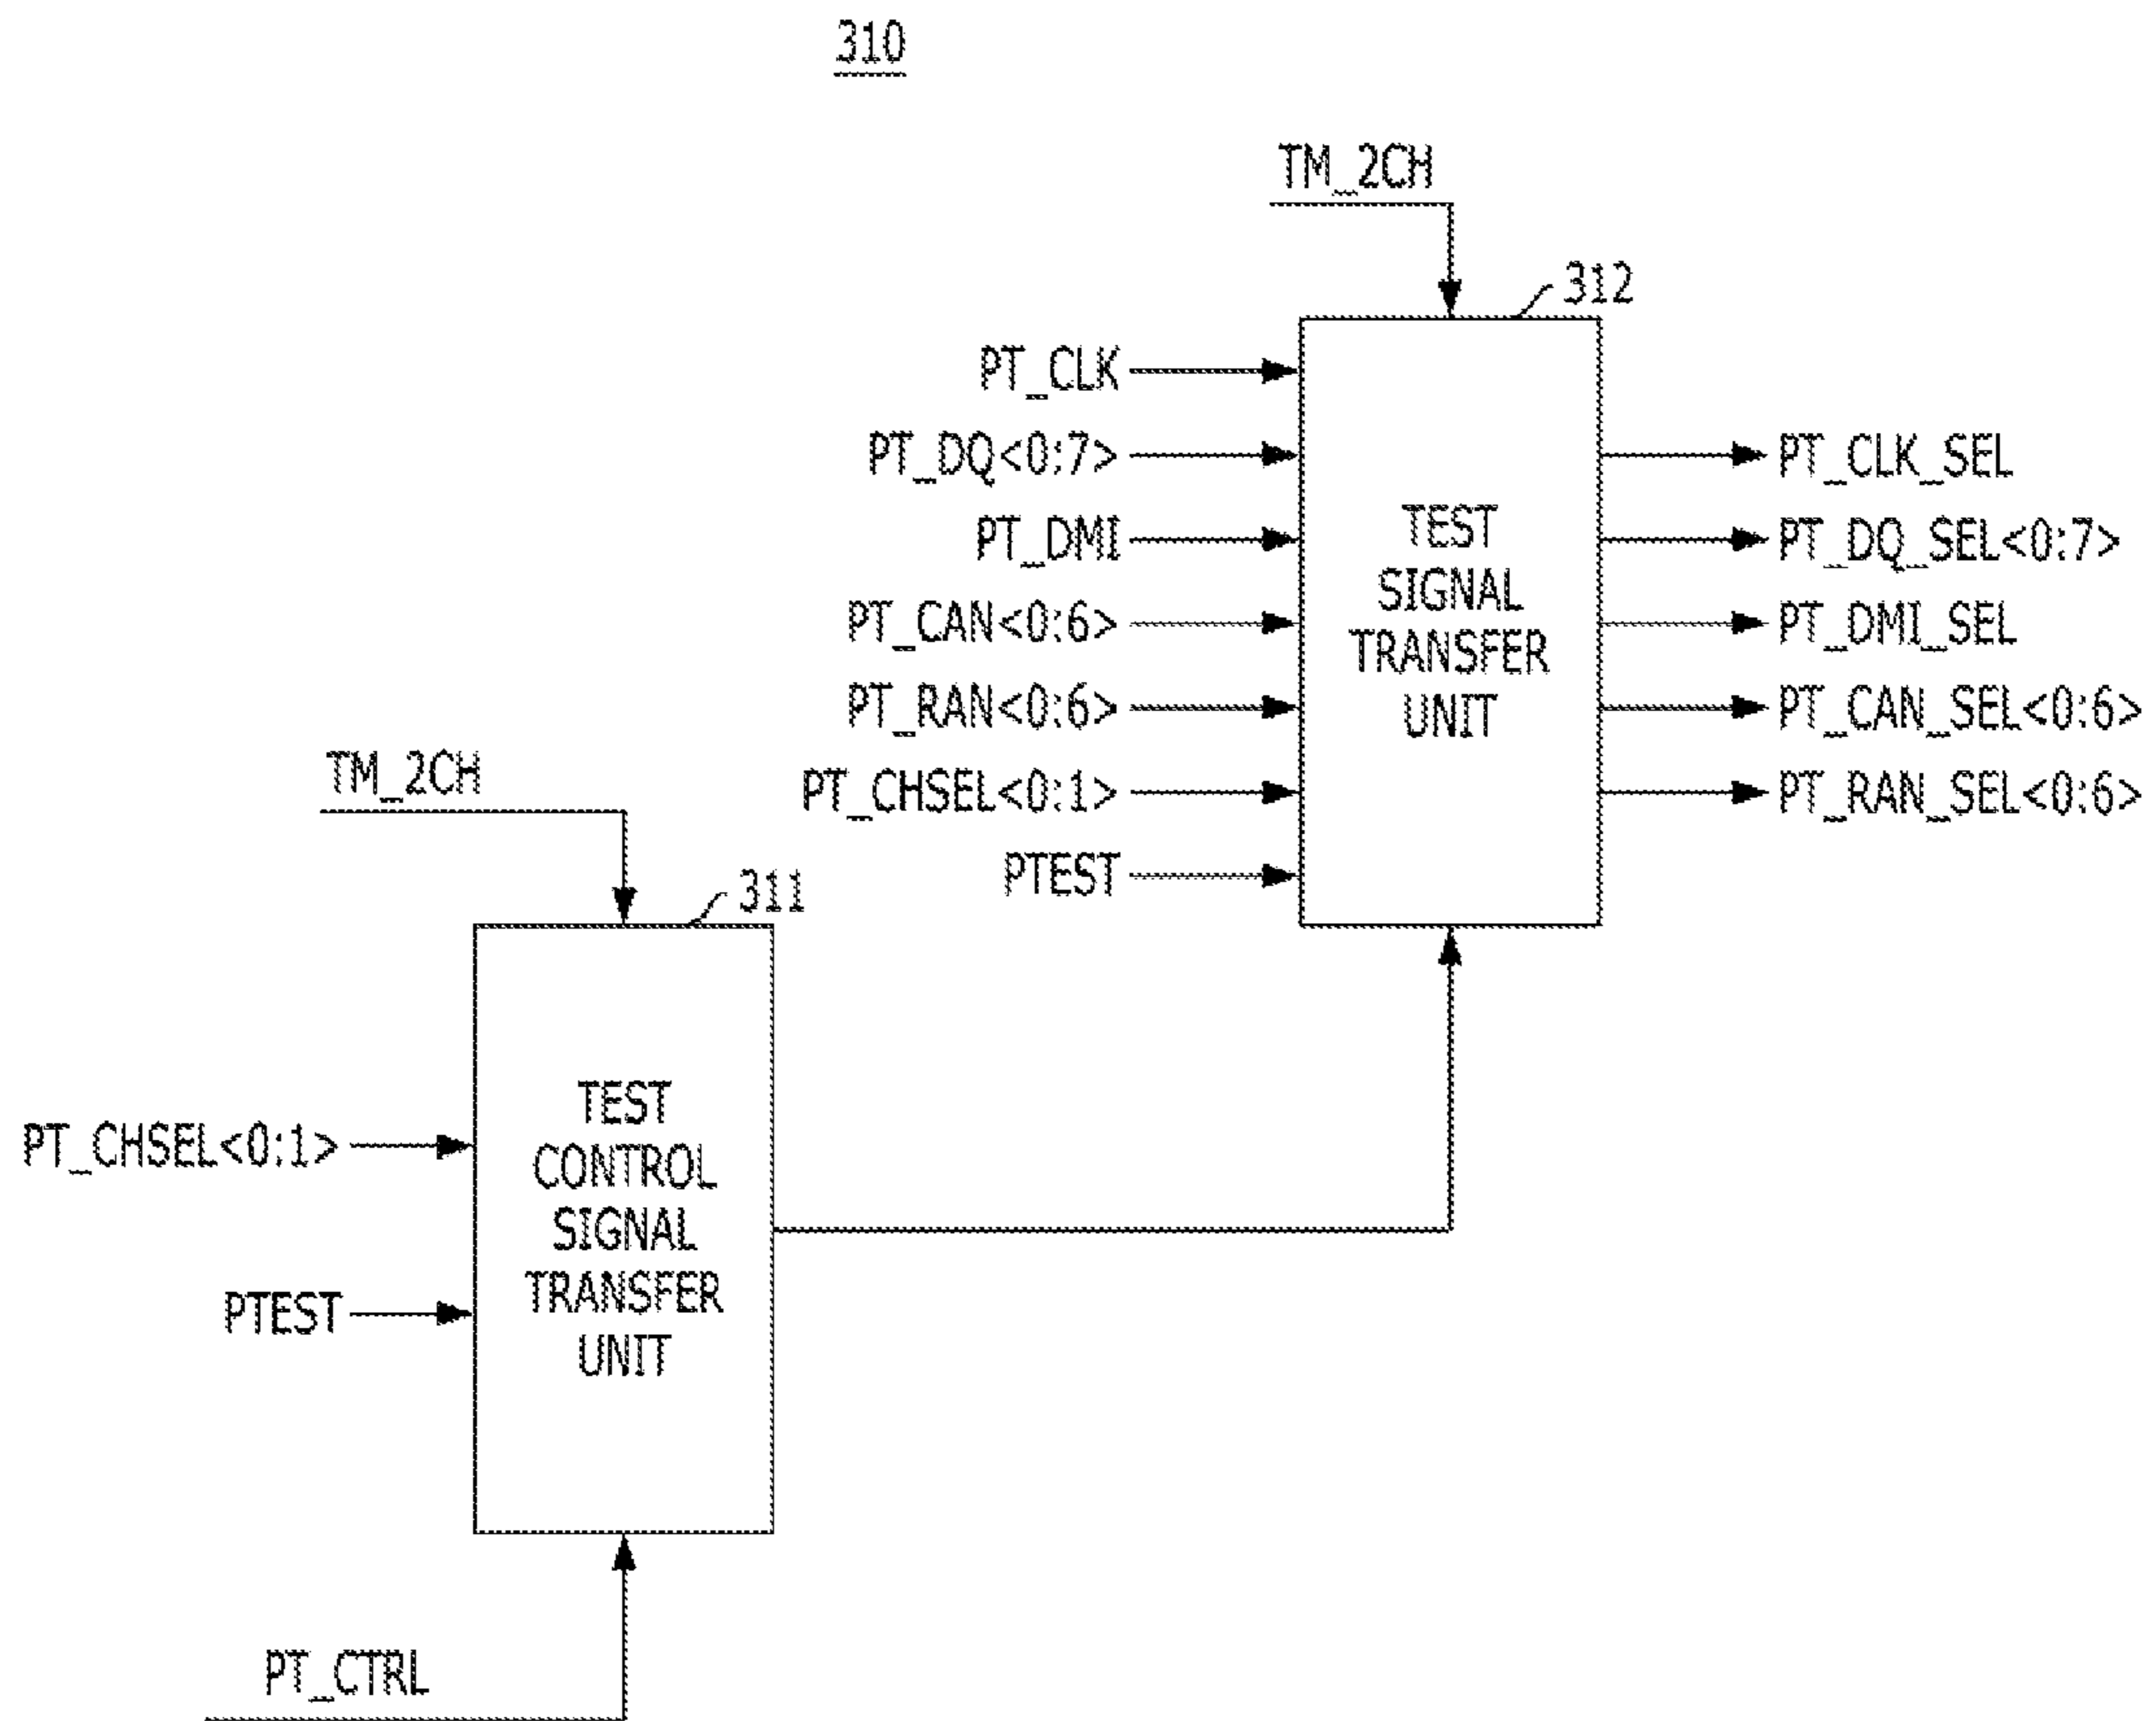 310
TM_2CH
312
PT_CLK
PT_DQ<0:7>
PT_DMI
PT_CAN<0:6>
PT_RAN<0:6>
PT_CHSEL<0:1>
PTEST
TEST
SIGNAL
TRANSFER
UNIT
PT_CLK_SEL
PT_DQ_SEL<0:7>
PT_DMI_SEL
PT_CAN_SEL<0:6>
PT_RAN_SEL<0:6>
TM_2CH
311
PT_CHSEL<0:1>
PTEST
TEST
CONTROL
SIGNAL
TRANSFER
UNIT
PT_CTRL